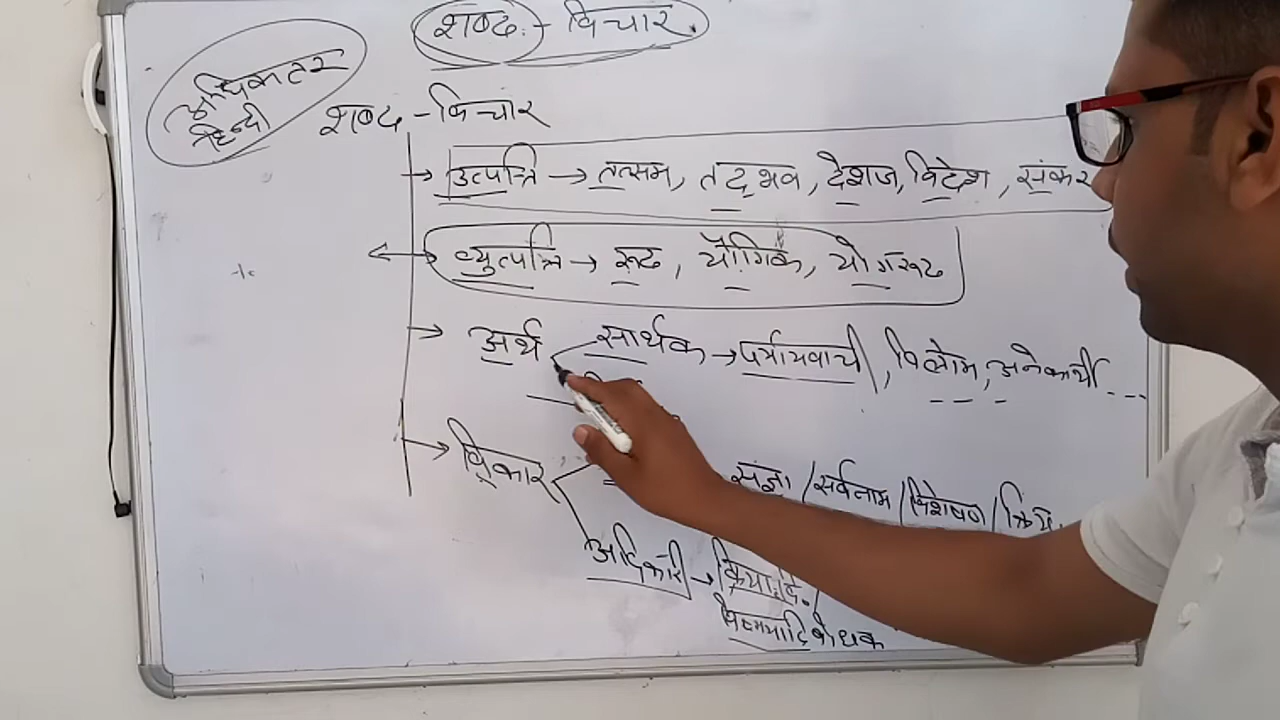 शब्दः - विचार
अधिकतर
हिन्दी
शब्द - विचार
→ उत्पत्ति → तत्सम, तद्भव, देशज, विदेश, संकर
व्युत्पत्ति → रूढ, यौगिक, योगरूढ
→ अर्थ सार्थक → पर्यायवाची, विलोम, अनेकार्थी ---
→ विकार
संज्ञा / सर्वनाम / विशेषण / क्रिया
अविकारी → क्रिया.वि. /
विस्मयादिबोधक